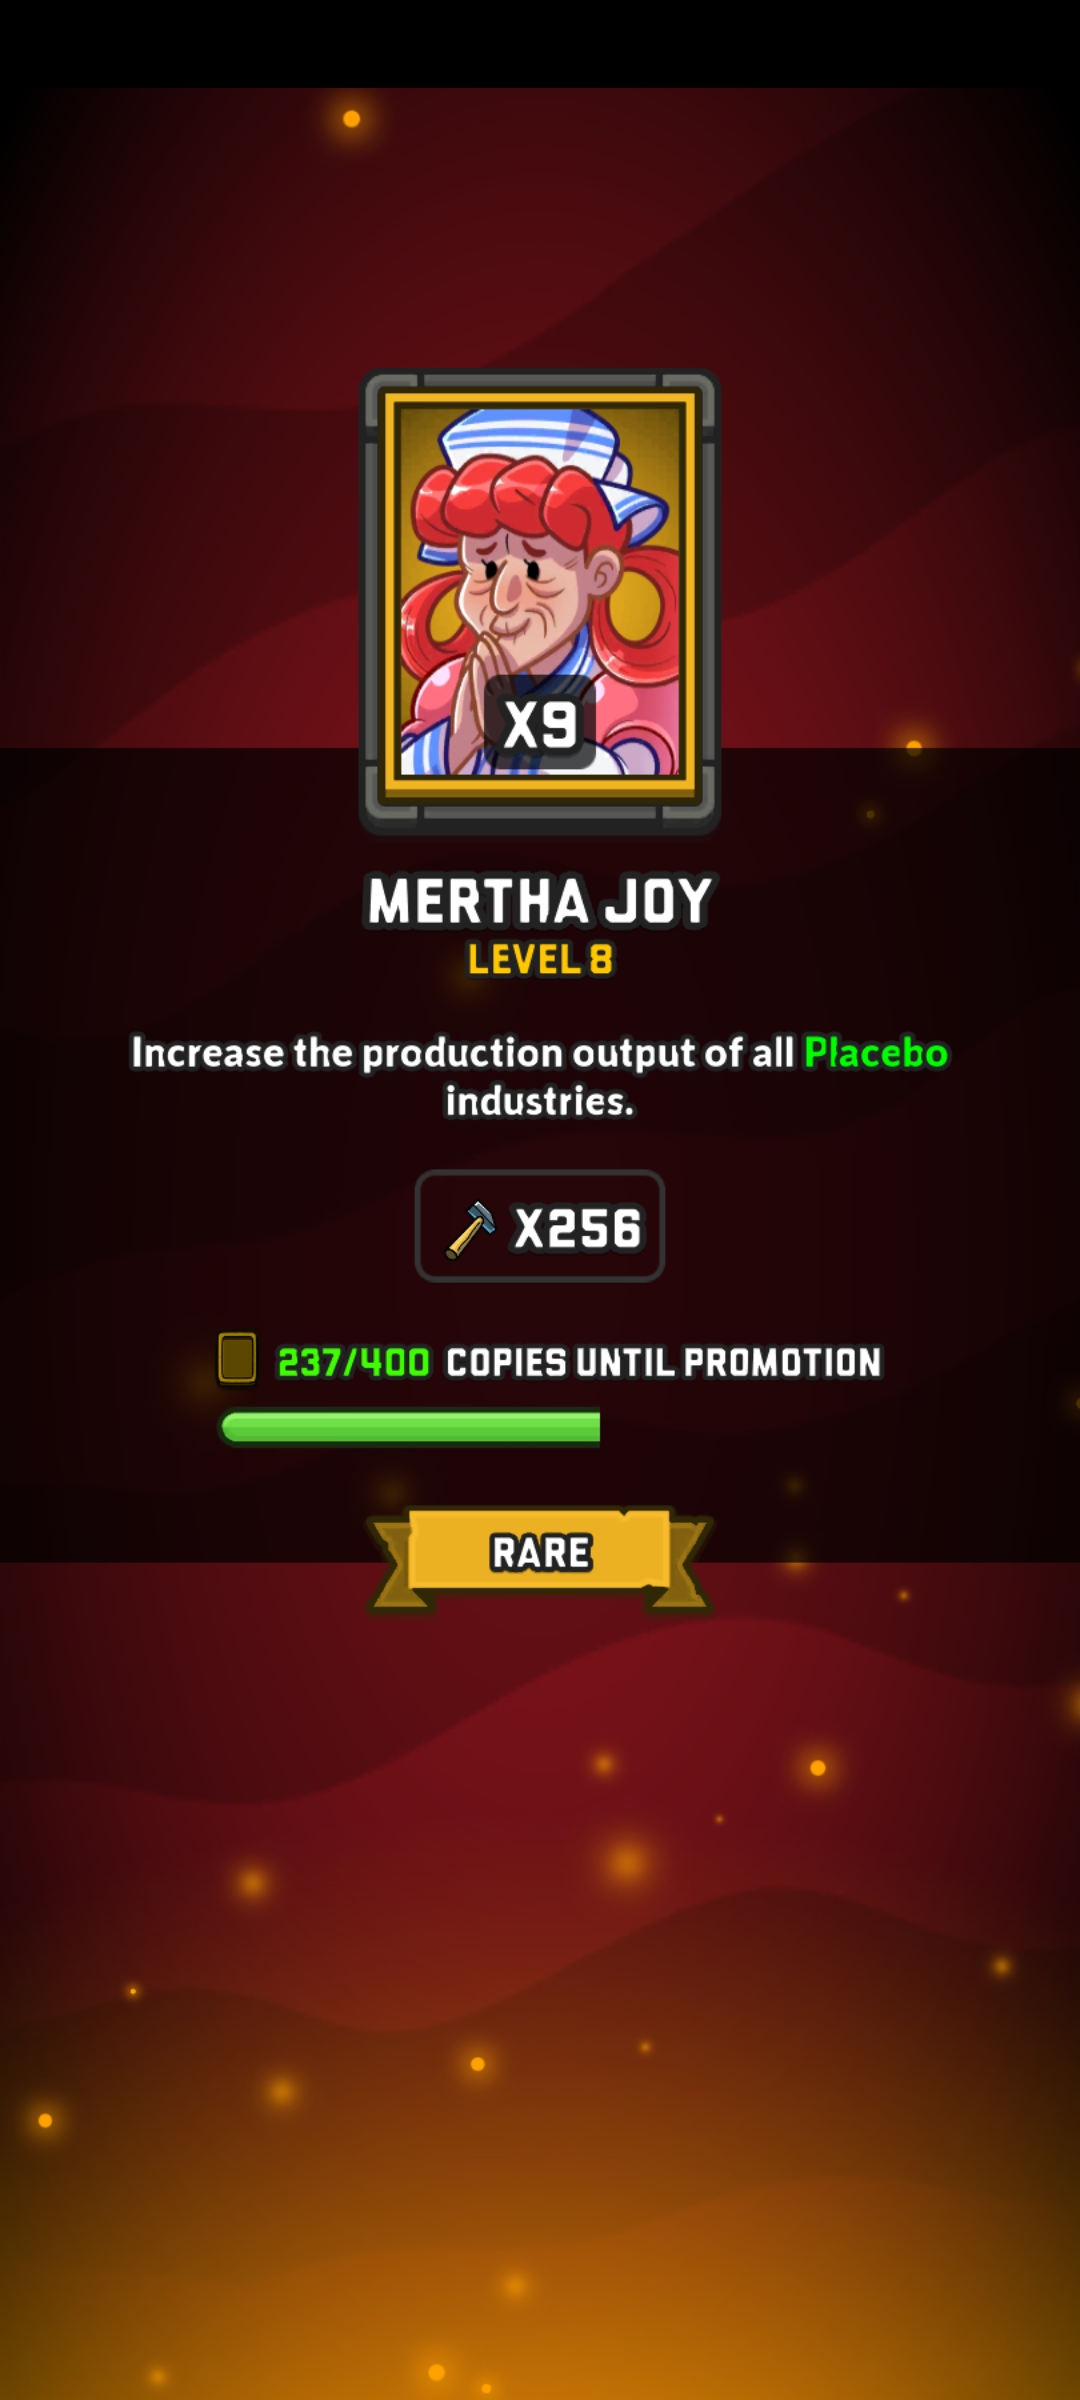 X9
MERTHA JOY
LEVEL 8
Increase the production output of all Placebo
industries.
X256
237/400 COPIES UNTIL PROMOTION
RARE